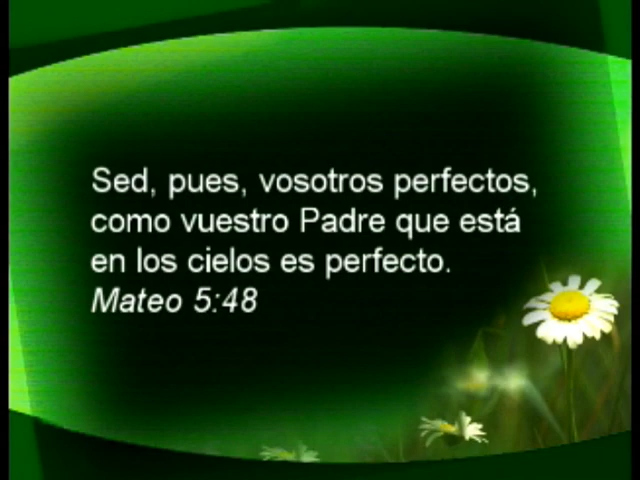 Sed, pues, vosotros perfectos,
como vuestro Padre que está
en los cielos es perfecto.
Mateo 5:48